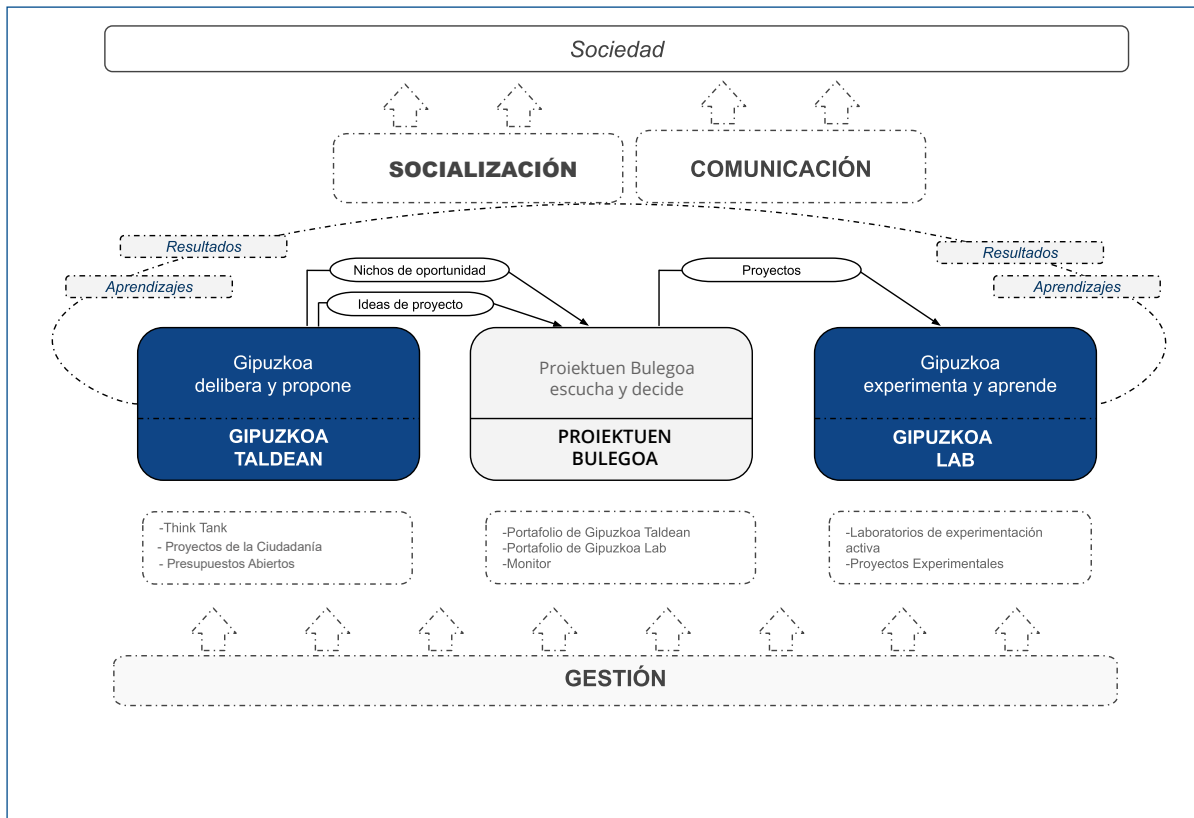 Sociedad
SOCIALIZACIÓN
COMUNICACIÓN
Resultados
Aprendizajes
Nichos de oportunidad
Ideas de proyecto
Proyectos
Resultados
Aprendizajes
Gipuzkoa
delibera y propone
GIPUZKOA
TALDEAN
Proiektuen Bulegoa
escucha y decide
PROIEKTUEN
BULEGOA
Gipuzkoa
experimenta y aprende
GIPUZKOA
LAB
-Think Tank
- Proyectos de la Ciudadanía
- Presupuestos Abiertos
-Portafolio de Gipuzkoa Taldean
-Portafolio de Gipuzkoa Lab
-Monitor
-Laboratorios de experimentación
activa
-Proyectos Experimentales
GESTIÓN